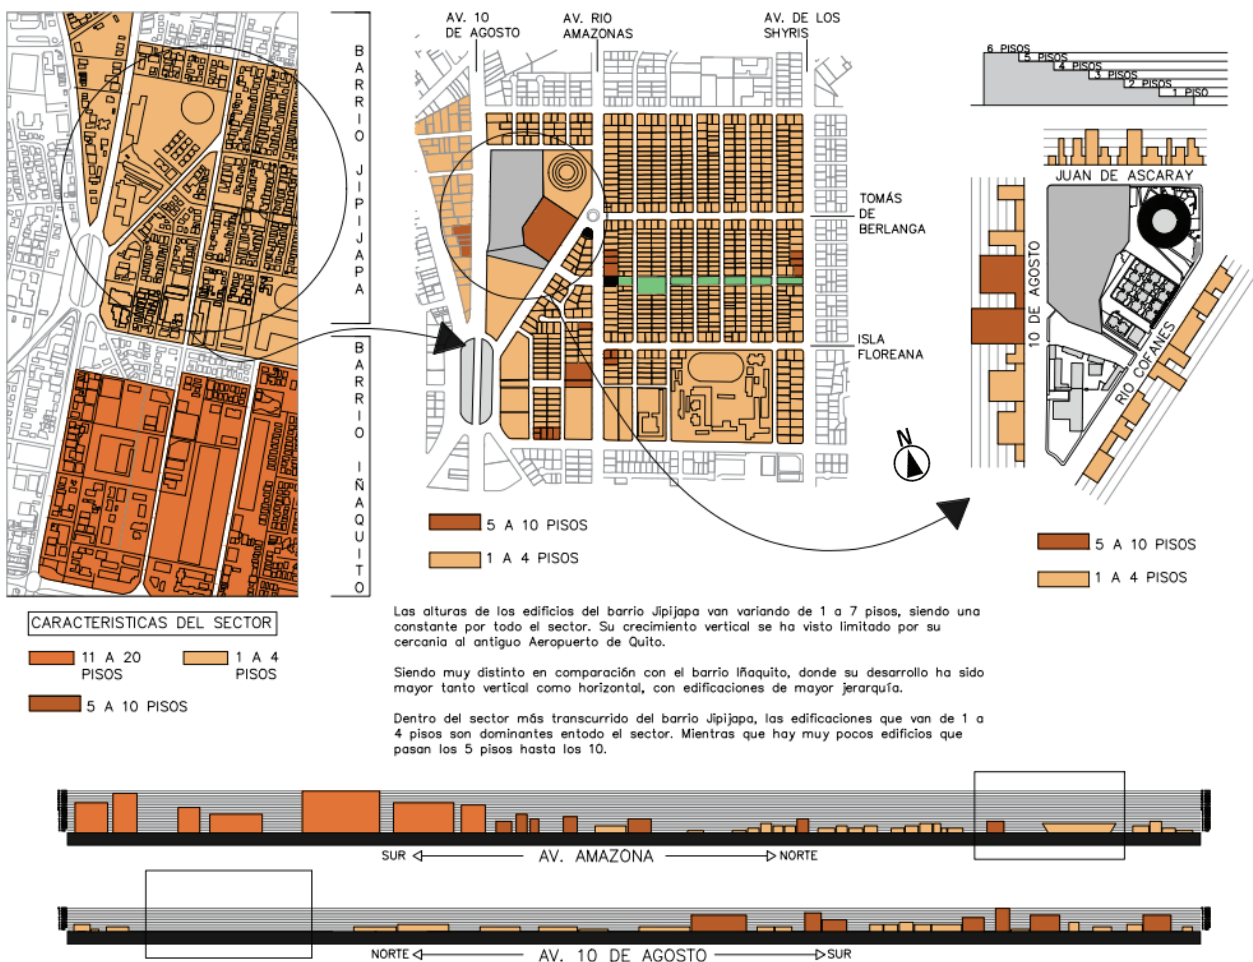 BARRIO JIPIJAPA
BARRIO IÑAQUITO
CARACTERISTICAS DEL SECTOR
11 A 20
PISOS
1 A 4
PISOS
5 A 10 PISOS
AV. 10
DE AGOSTO
AV. RIO
AMAZONAS
AV. DE LOS
SHYRIS
TOMÁS
DE
BERLANGA
ISLA
FLOREANA
N
5 A 10 PISOS
1 A 4 PISOS
6 PISOS
5 PISOS
4 PISOS
3 PISOS
2 PISOS
1 PISO
JUAN DE ASCARAY
10 DE AGOSTO
RIO COFANES
5 A 10 PISOS
1 A 4 PISOS
Las alturas de los edificios del barrio Jipijapa van variando de 1 a 7 pisos, siendo una
constante por todo el sector. Su crecimiento vertical se ha visto limitado por su
cercania al antiguo Aeropuerto de Quito.
Siendo muy distinto en comparación con el barrio Iñaquito, donde su desarrollo ha sido
mayor tanto vertical como horizontal, con edificaciones de mayor jerarquía.
Dentro del sector más transcurrido del barrio Jipijapa, las edificaciones que van de 1 a
4 pisos son dominantes entodo el sector. Mientras que hay muy pocos edificios que
pasan los 5 pisos hasta los 10.
SUR AV. AMAZONA NORTE
NORTE AV. 10 DE AGOSTO SUR